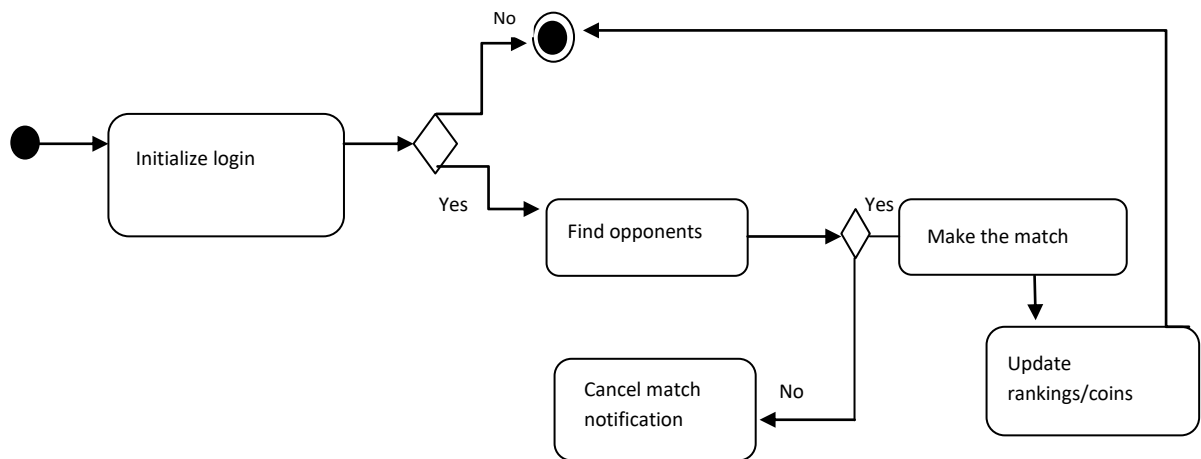 No
Initialize login
Yes
Find opponents
Yes
Make the match
Cancel match
notification
No
Update
rankings/coins